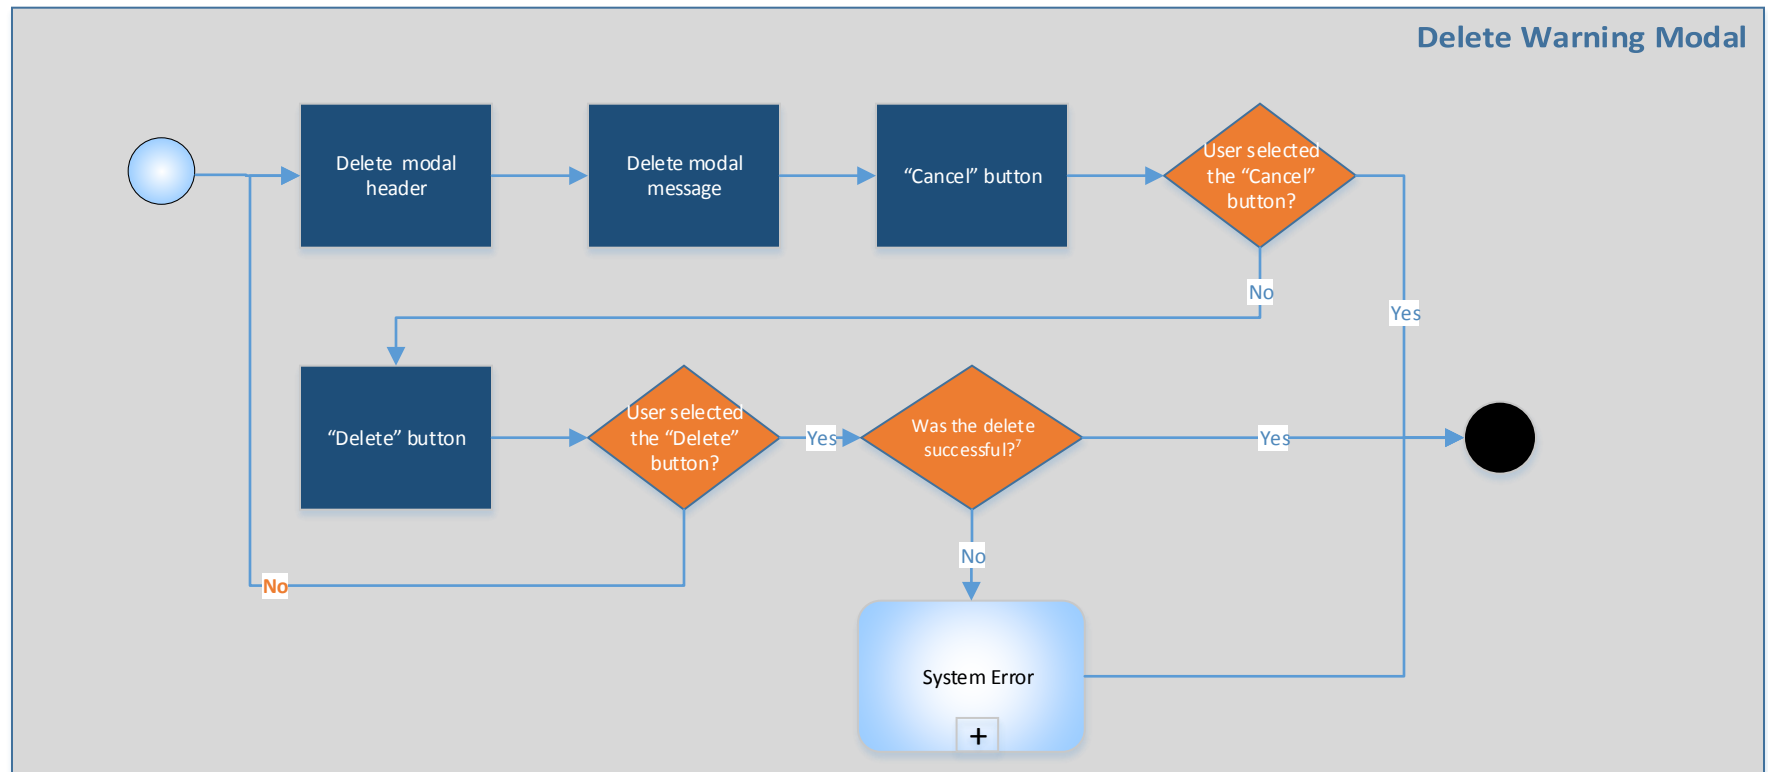 Delete Warning Modal
Delete modal
header
Delete modal
message
“Cancel” button
User selected
the “Cancel”
button?
No
Yes
“Delete” button
User selected
the “Delete”
button?
Yes
Was the delete
successful?⁷
Yes
No
No
System Error
+